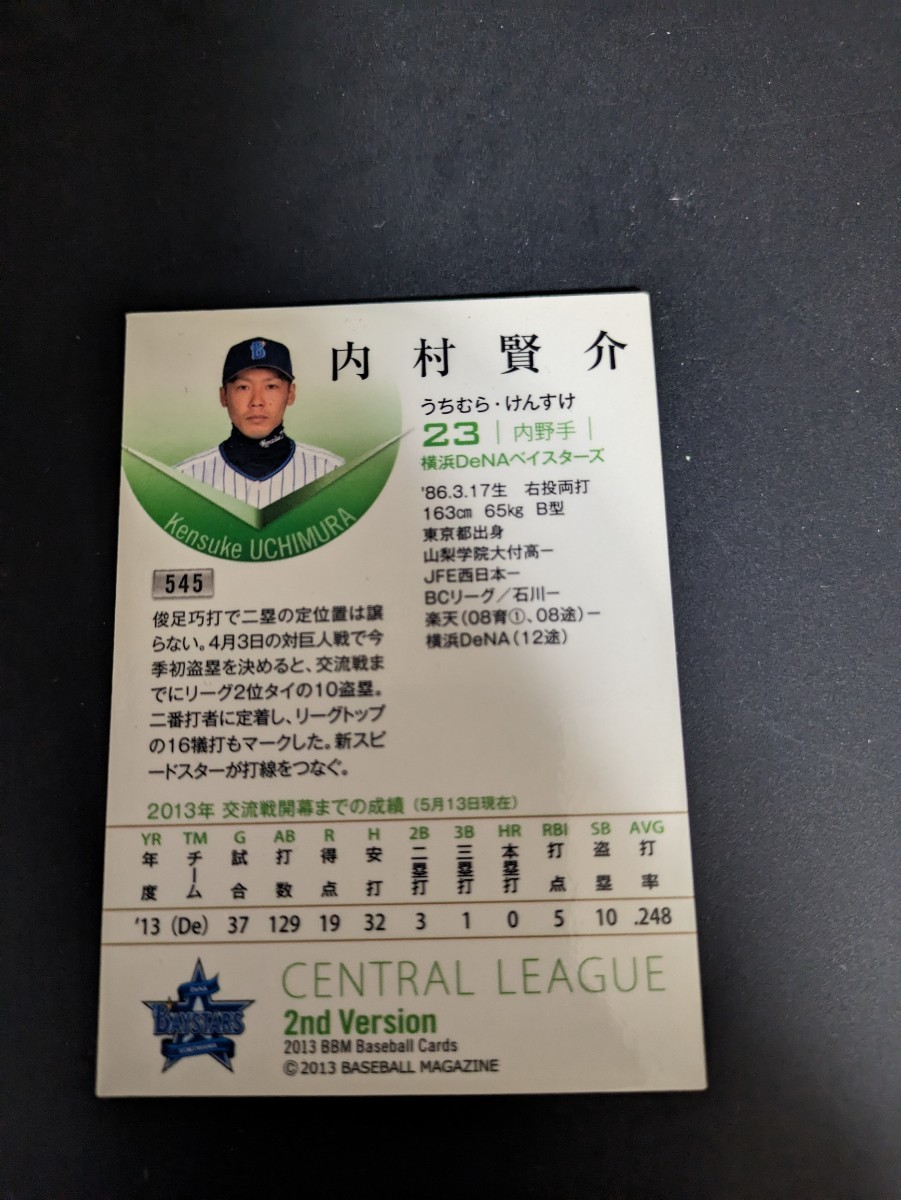 内村賢介
うちむら・けんすけ
23 | 内野手 |
横浜DeNAベイスターズ
'86.3.17生 右投両打
163cm 65kg B型
東京都出身
山梨学院大付高ー
JFE西日本ー
BCリーグ／石川ー
楽天(08育①、08途)ー
横浜DeNA(12途)
Kensuke UCHIMURA
545
俊足巧打で二塁の定位置は譲
らない。4月3日の対巨人戦で今
季初盗塁を決めると、交流戦ま
でにリーグ2位タイの10盗塁。
二番打者に定着し、リーグトップ
の16犠打もマークした。新スピ
ードスターが打線をつなぐ。
2013年 交流戦開幕までの成績 (5月13日現在)
YR TM G AB R H 2B 3B HR RBI SB AVG
年度 チーム 試合 打数 得点 安打 二塁打 三塁打 本塁打 打点 盗塁 打率
'13 (De) 37 129 19 32 3 1 0 5 10 .248
DeNA
BAYSTARS
YOKOHAMA
CENTRAL LEAGUE
2nd Version
2013 BBM Baseball Cards
©2013 BASEBALL MAGAZINE